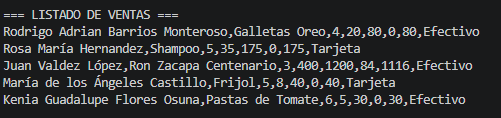 === LISTADO DE VENTAS ===
Rodrigo Adrian Barrios Monteroso,Galletas Oreo,4,20,80,0,80,Efectivo
Rosa María Hernandez,Shampoo,5,35,175,0,175,Tarjeta
Juan Valdez López,Ron Zacapa Centenario,3,400,1200,84,1116,Efectivo
María de los Ángeles Castillo,Frijol,5,8,40,0,40,Tarjeta
Kenia Guadalupe Flores Osuna,Pastas de Tomate,6,5,30,0,30,Efectivo